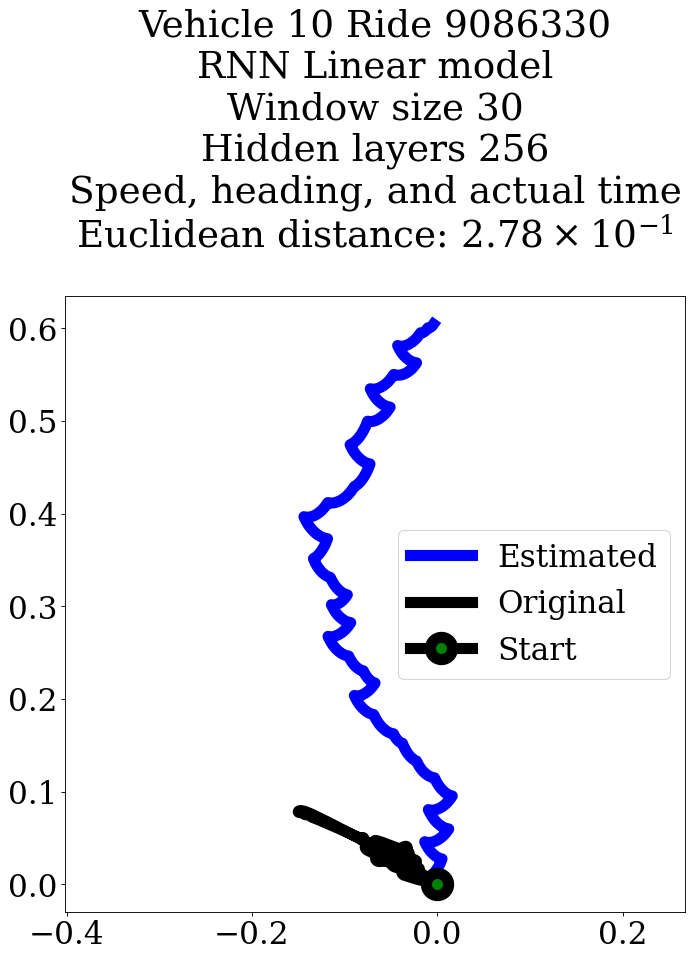 Vehicle 10 Ride 9086330
RNN Linear model
Window size 30
Hidden layers 256
Speed, heading, and actual time
Euclidean distance: 2.78 × 10⁻¹
0.6
0.5
0.4
0.3
0.2
0.1
0.0
Estimated
Original
Start
−0.4
−0.2
0.0
0.2